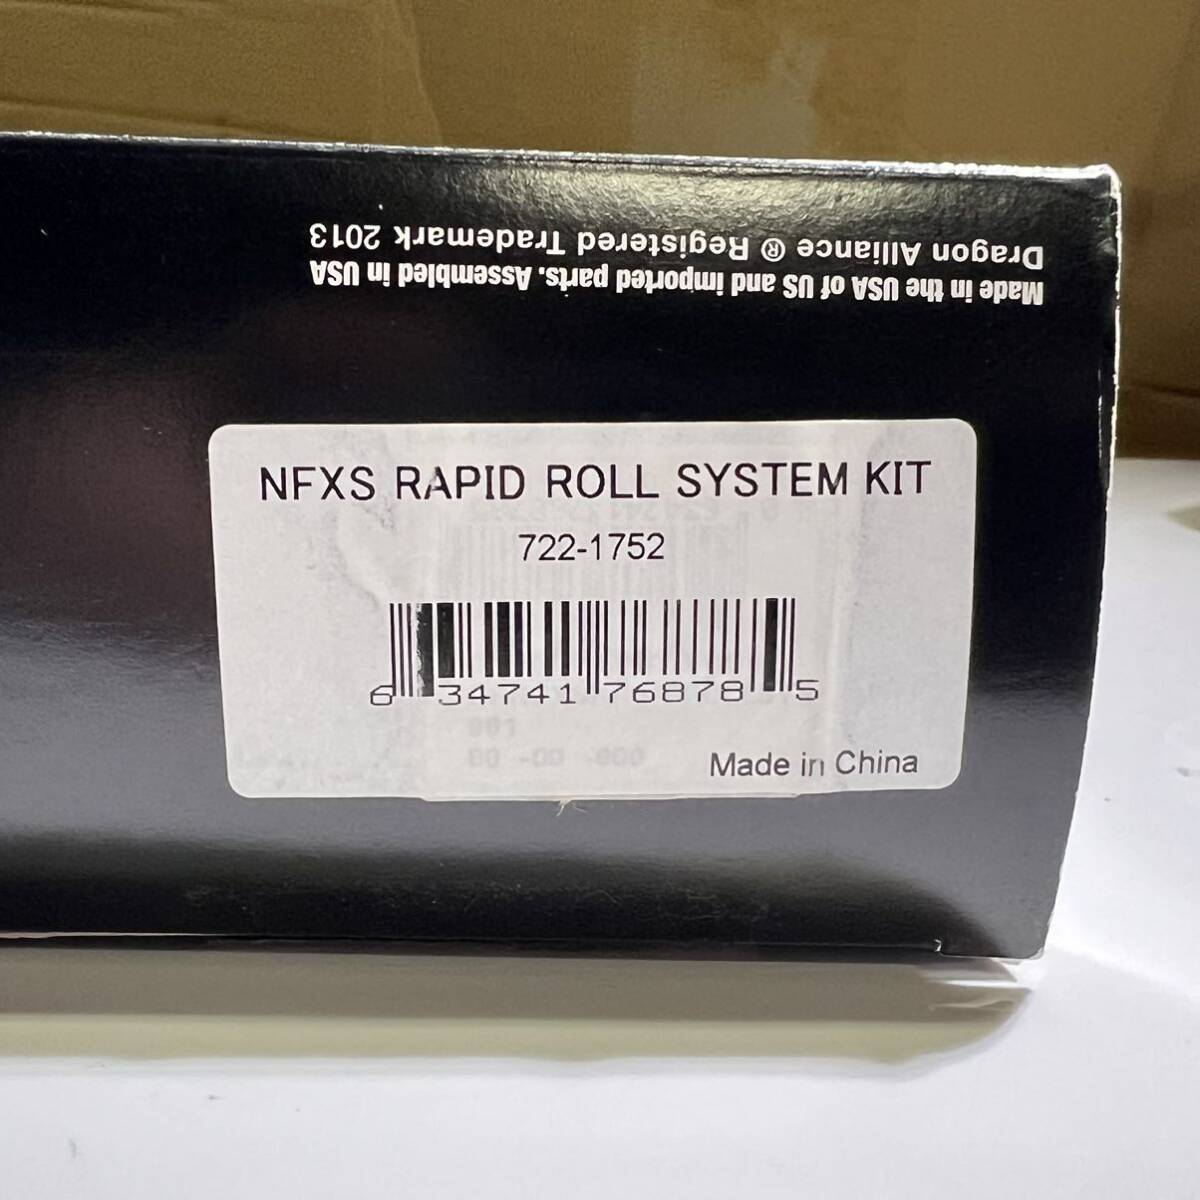 Dragon Alliance ® Registered Trademark 2013
Made in the USA of US and imported parts. Assembled in USA
NFXS RAPID ROLL SYSTEM KIT
722-1752
6 34741 76878 5
Made in China